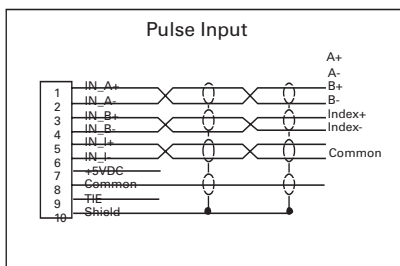 Pulse Input
A+
A-
1 IN_A+ B+
2 IN_A- B-
3 IN_B+ Index+
4 IN_B- Index-
5 IN_I+
6 IN_I- Common
7 +5VDC
8 Common
9 TIE
10 Shield